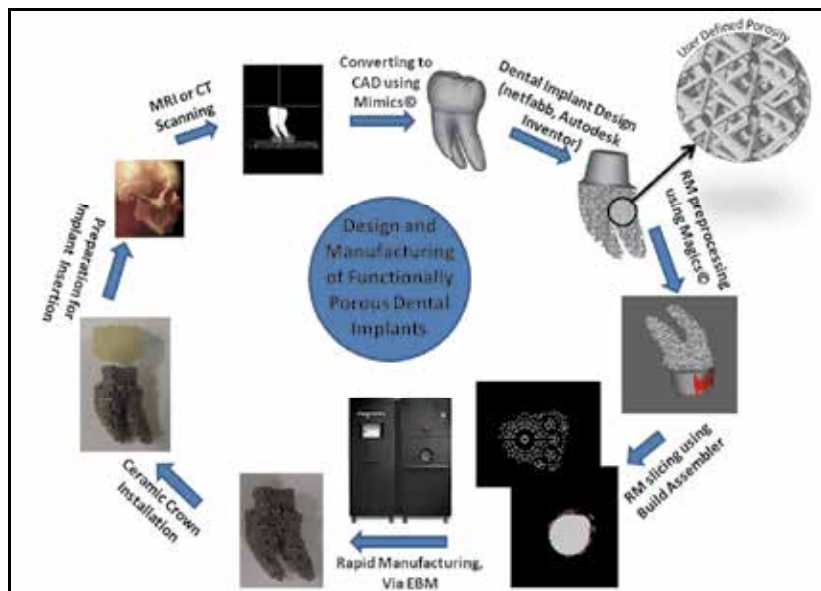 User Defined Porosity
MRI or CT
Scanning
Converting to
CAD using
Mimics©
Dental Implant Design
(netfabb, Autodesk
Inventor)
RM preprocessing
using Magics©
RM slicing using
Build Assembler
Rapid Manufacturing,
Via EBM
Ceramic Crown
Installation
Preparation for
Implant Insertion
Design and
Manufacturing
of Functionally
Porous Dental
Implants